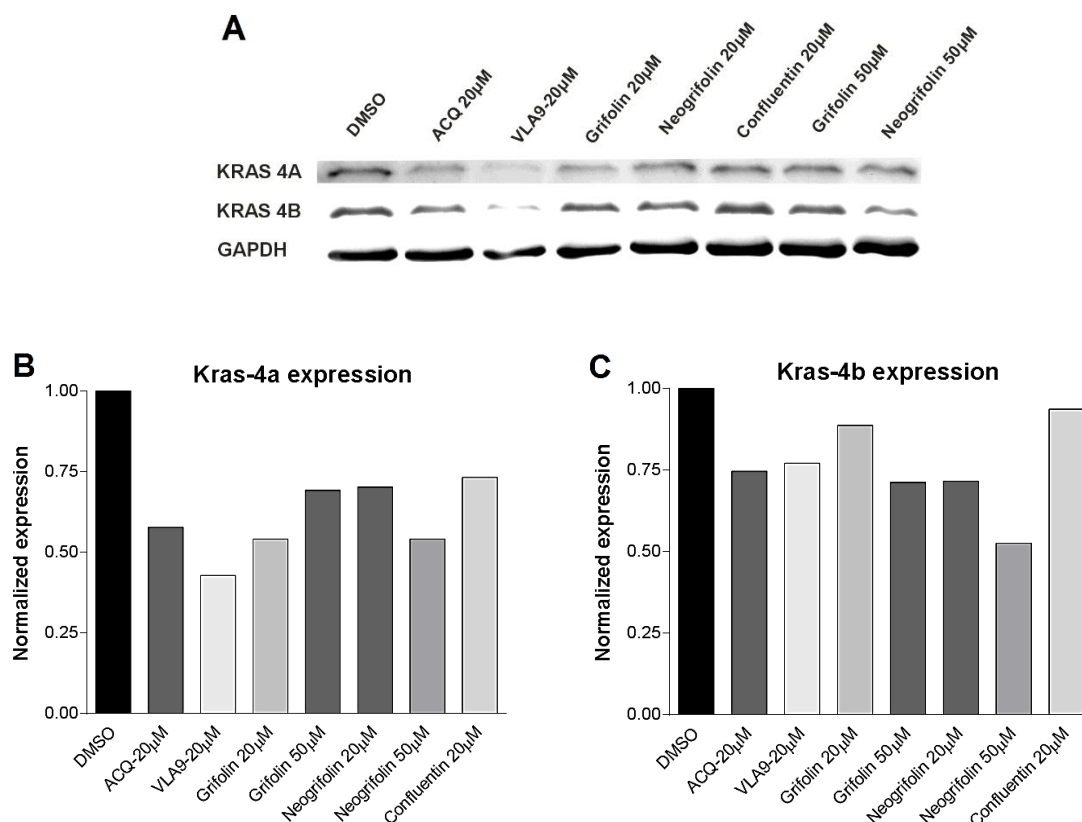 A
DMSO
ACQ 20µM
VLA9-20µM
Grifolin 20µM
Neogrifolin 20µM
Confluentin 20µM
Grifolin 50µM
Neogrifolin 50µM
KRAS 4A
KRAS 4B
GAPDH
B
Kras-4a expression
Normalized expression
1.00
0.75
0.50
0.25
0.00
DMSO
ACQ-20µM
VLA9-20µM
Grifolin 20µM
Grifolin 50µM
Neogrifolin 20µM
Neogrifolin 50µM
Confluentin 20µM
C
Kras-4b expression
Normalized expression
1.00
0.75
0.50
0.25
0.00
DMSO
ACQ-20µM
VLA9-20µM
Grifolin 20µM
Grifolin 50µM
Neogrifolin 20µM
Neogrifolin 50µM
Confluentin 20µM